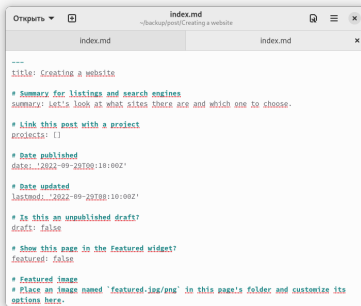 Открыть
index.md
~/backup/post/Creating a website
index.md
index.md
---
title: Creating a website
# Summary for listings and search engines
summary: Let's look at what sites there are and which one to choose.
# Link this post with a project
projects: []
# Date published
date: '2022-09-29T00:10:00Z'
# Date updated
lastmod: '2022-09-29T00:10:00Z'
# Is this an unpublished draft?
draft: false
# Show this page in the Featured widget?
featured: false
# Featured image
# Place an image named `featured.jpg/png` in this page's folder and customize its
options here.